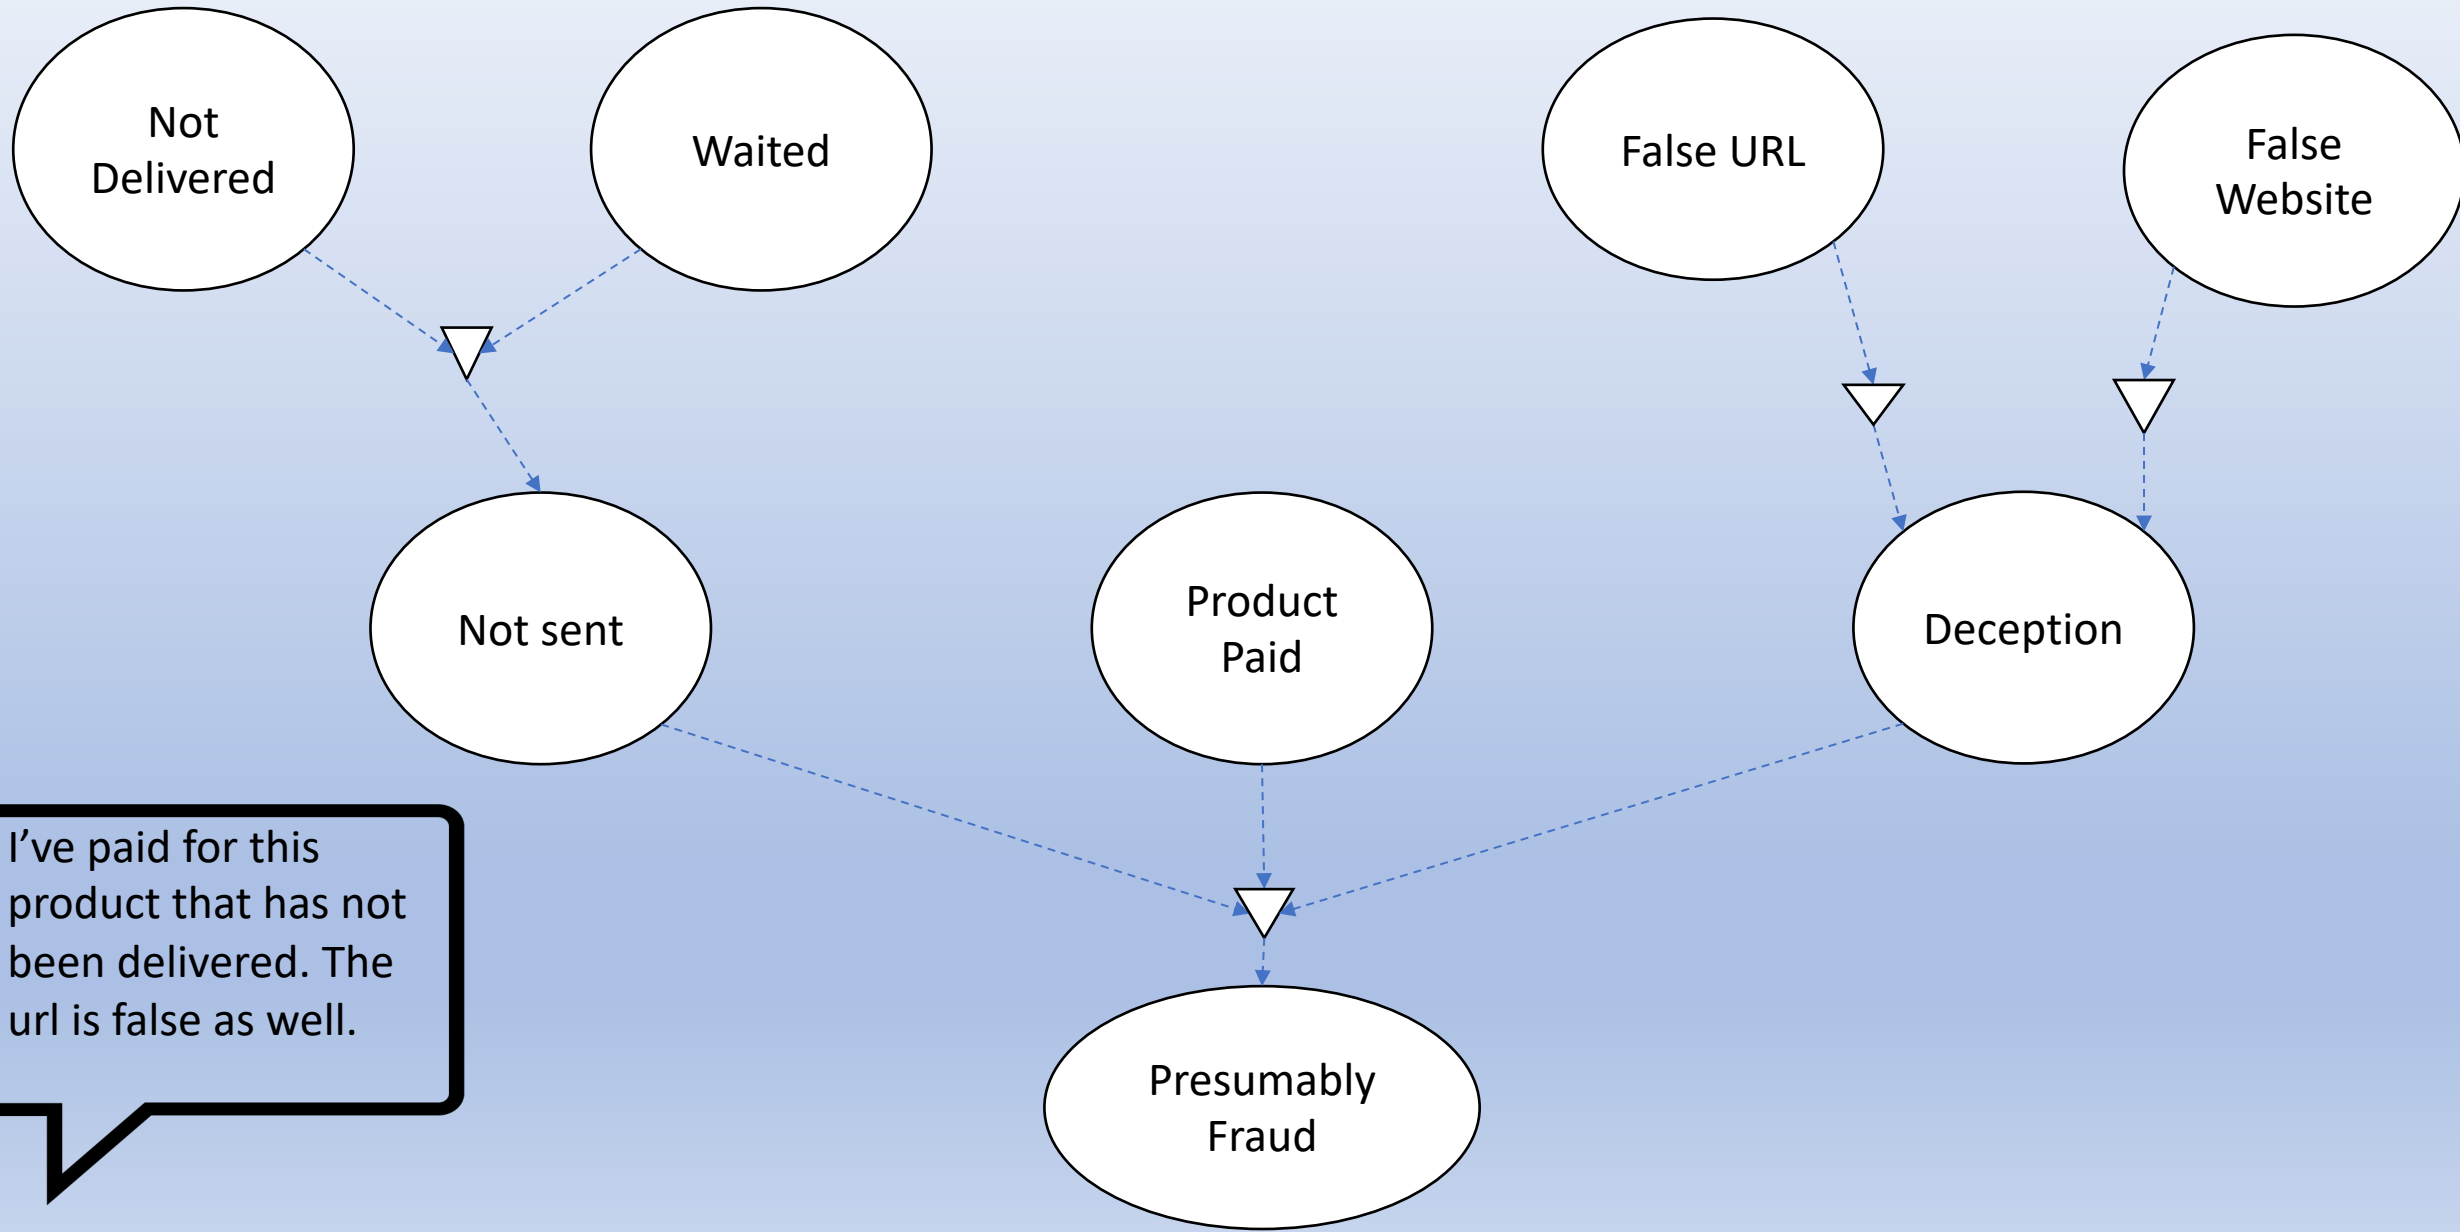 Not
Delivered
Waited
False URL
False
Website
Not sent
Product
Paid
Deception
I’ve paid for this
product that has not
been delivered. The
url is false as well.
Presumably
Fraud